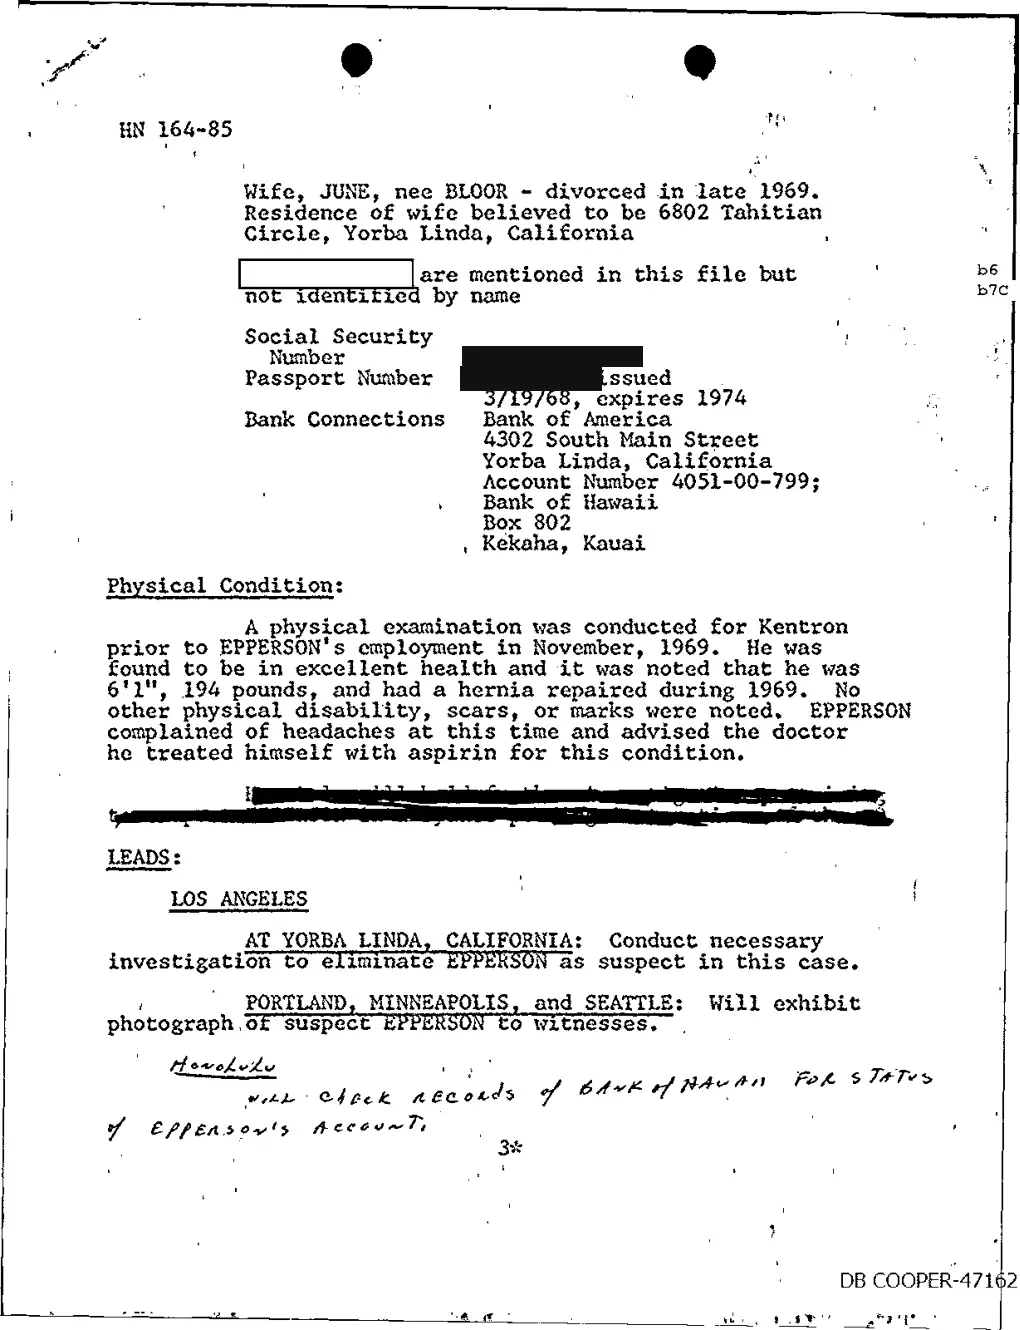 HN 164-85
Wife, JUNE, nee BLOOR - divorced in late 1969.
Residence of wife believed to be 6802 Tahitian
Circle, Yorba Linda, California
are mentioned in this file but
not identified by name
b6
b7C
Social Security
Number
Passport Number issued
3/19/68, expires 1974
Bank Connections Bank of America
4302 South Main Street
Yorba Linda, California
Account Number 4051-00-799;
Bank of Hawaii
Box 802
Kekaha, Kauai
Physical Condition:
A physical examination was conducted for Kentron
prior to EPPERSON's employment in November, 1969. He was
found to be in excellent health and it was noted that he was
6'1", 194 pounds, and had a hernia repaired during 1969. No
other physical disability, scars, or marks were noted. EPPERSON
complained of headaches at this time and advised the doctor
he treated himself with aspirin for this condition.
LEADS:
LOS ANGELES
AT YORBA LINDA, CALIFORNIA: Conduct necessary
investigation to eliminate EPPERSON as suspect in this case.
PORTLAND, MINNEAPOLIS, and SEATTLE: Will exhibit
photograph of suspect EPPERSON to witnesses.
Honolulu
will check records of BANK of HAWAII FOR STATUS
of EPPERSON'S ACCOUNT.
3*
DB COOPER-47162